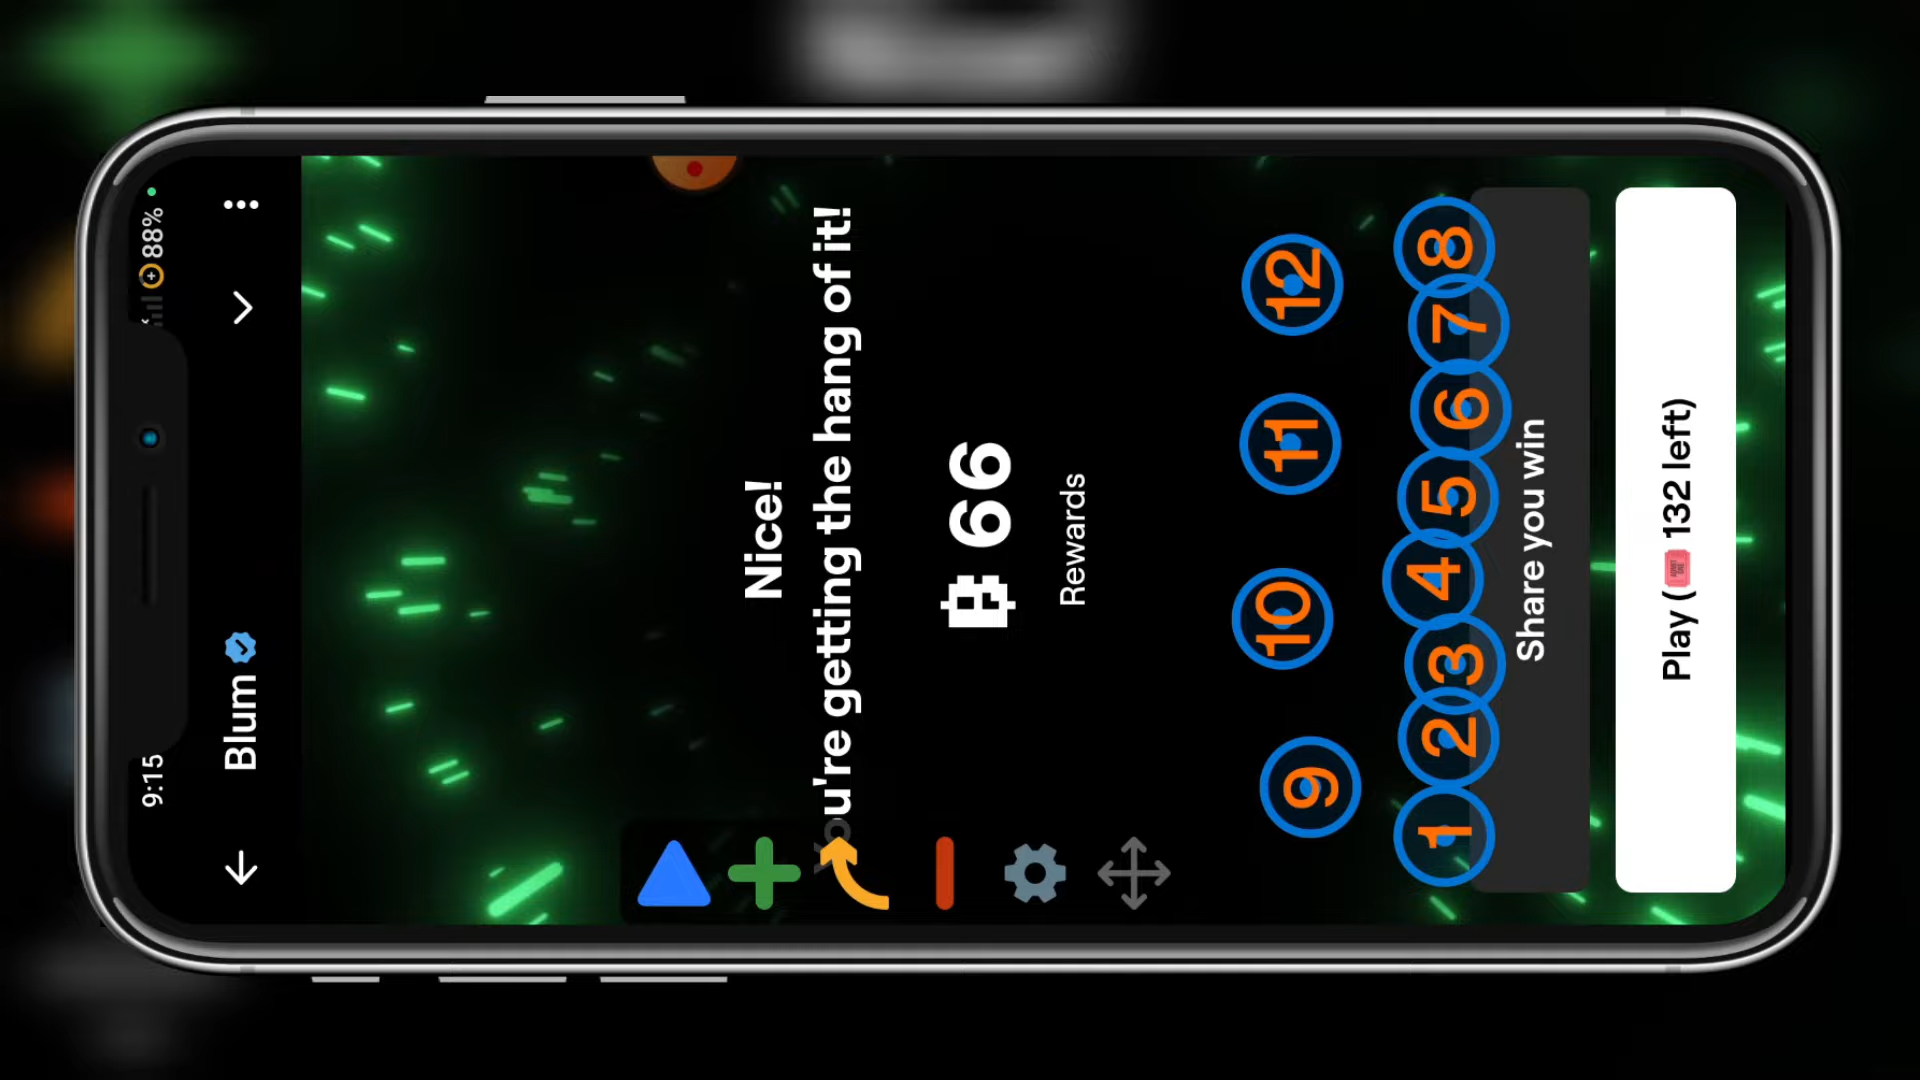 9:15
88%
Blum
Nice!
You're getting the hang of it!
66
Rewards
9
10
11
12
1
2
3
4
5
6
7
8
Share you win
Play ( 132 left)